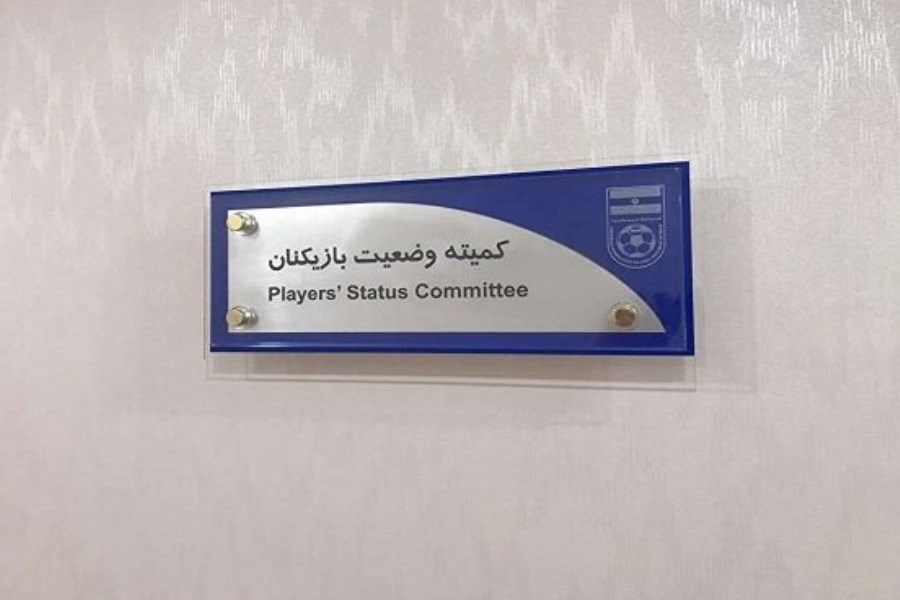 کمیته وضعیت بازیکنان
Players' Status Committee